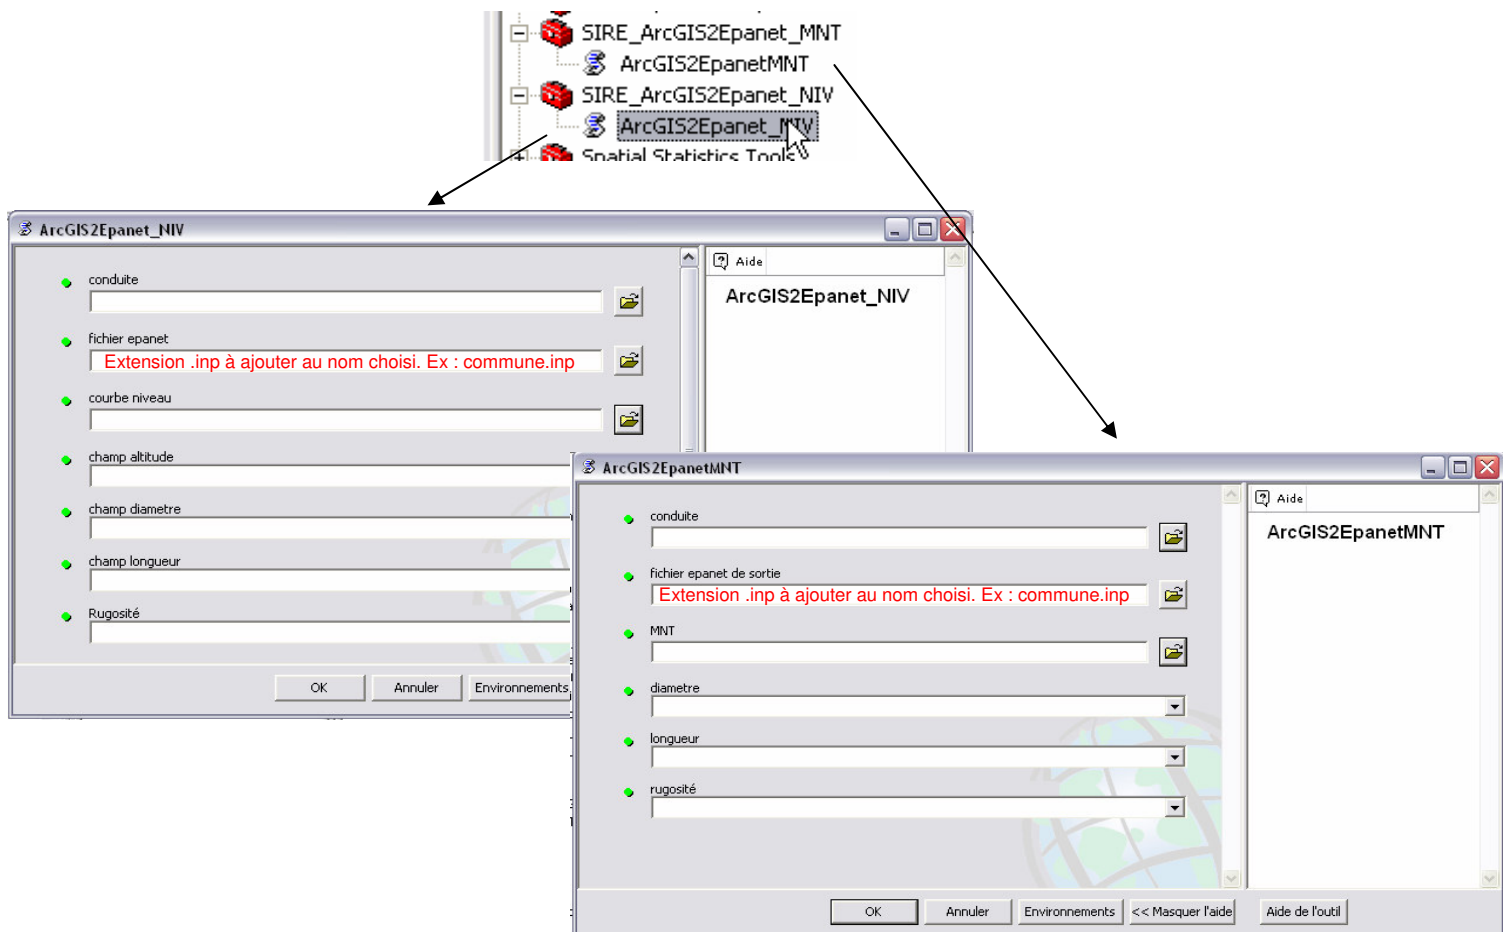 SIRE_ArcGIS2Epanet_MNT
ArcGIS2EpanetMNT
SIRE_ArcGIS2Epanet_NIV
ArcGIS2Epanet_NIV
Spatial Statistics Tools
ArcGIS2Epanet_NIV
conduite
fichier epanet
Extension .inp à ajouter au nom choisi. Ex : commune.inp
courbe niveau
champ altitude
champ diametre
champ longueur
Rugosité
OK Annuler Environnements
Aide
ArcGIS2Epanet_NIV
ArcGIS2EpanetMNT
conduite
fichier epanet de sortie
Extension .inp à ajouter au nom choisi. Ex : commune.inp
MNT
diametre
longueur
rugosité
OK Annuler Environnements << Masquer l'aide Aide de l'outil
Aide
ArcGIS2EpanetMNT